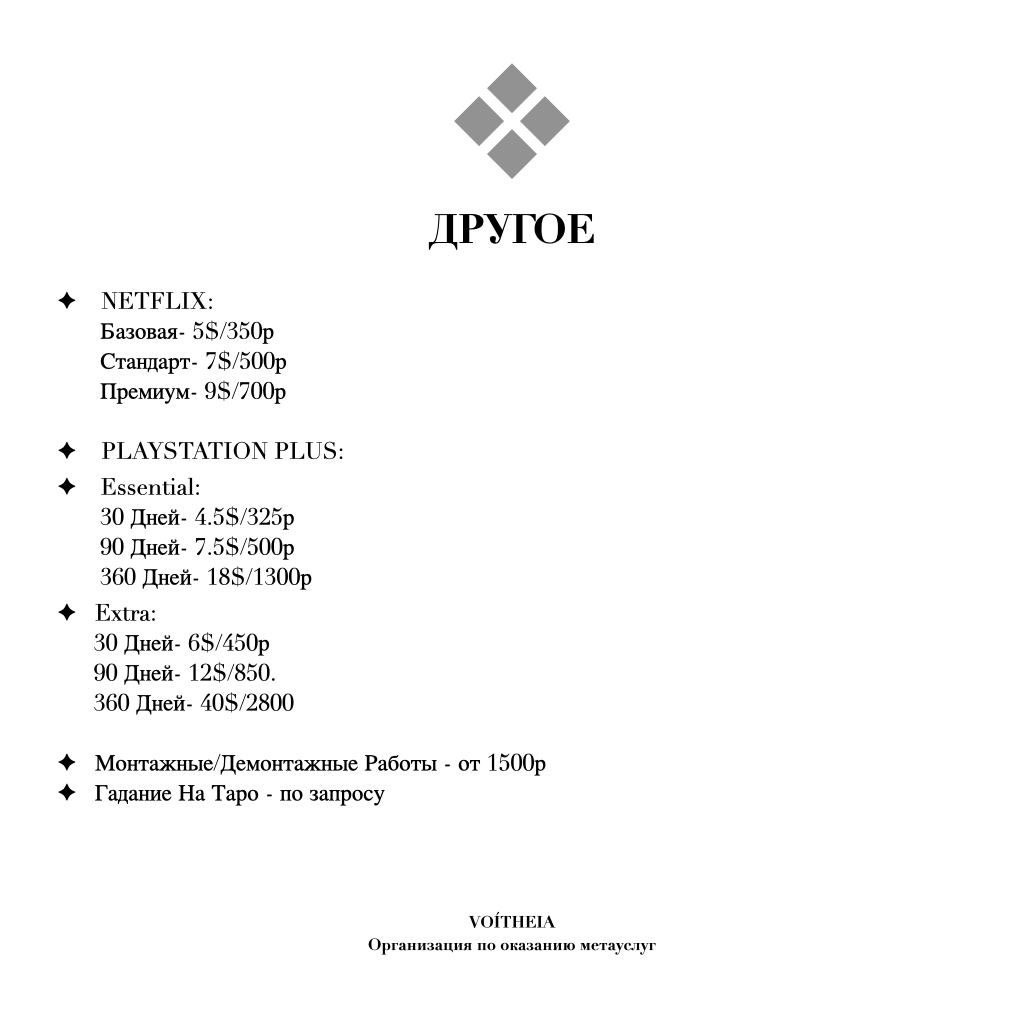 ДРУГОЕ
NETFLIX:
Базовая- 5$/350р
Стандарт- 7$/500р
Премиум- 9$/700р
PLAYSTATION PLUS:
Essential:
30 Дней- 4.5$/325р
90 Дней- 7.5$/500р
360 Дней- 18$/1300р
Extra:
30 Дней- 6$/450р
90 Дней- 12$/850.
360 Дней- 40$/2800
Монтажные/Демонтажные Работы - от 1500р
Гадание На Таро - по запросу
VOÍTHEIA
Организация по оказанию метауслуг